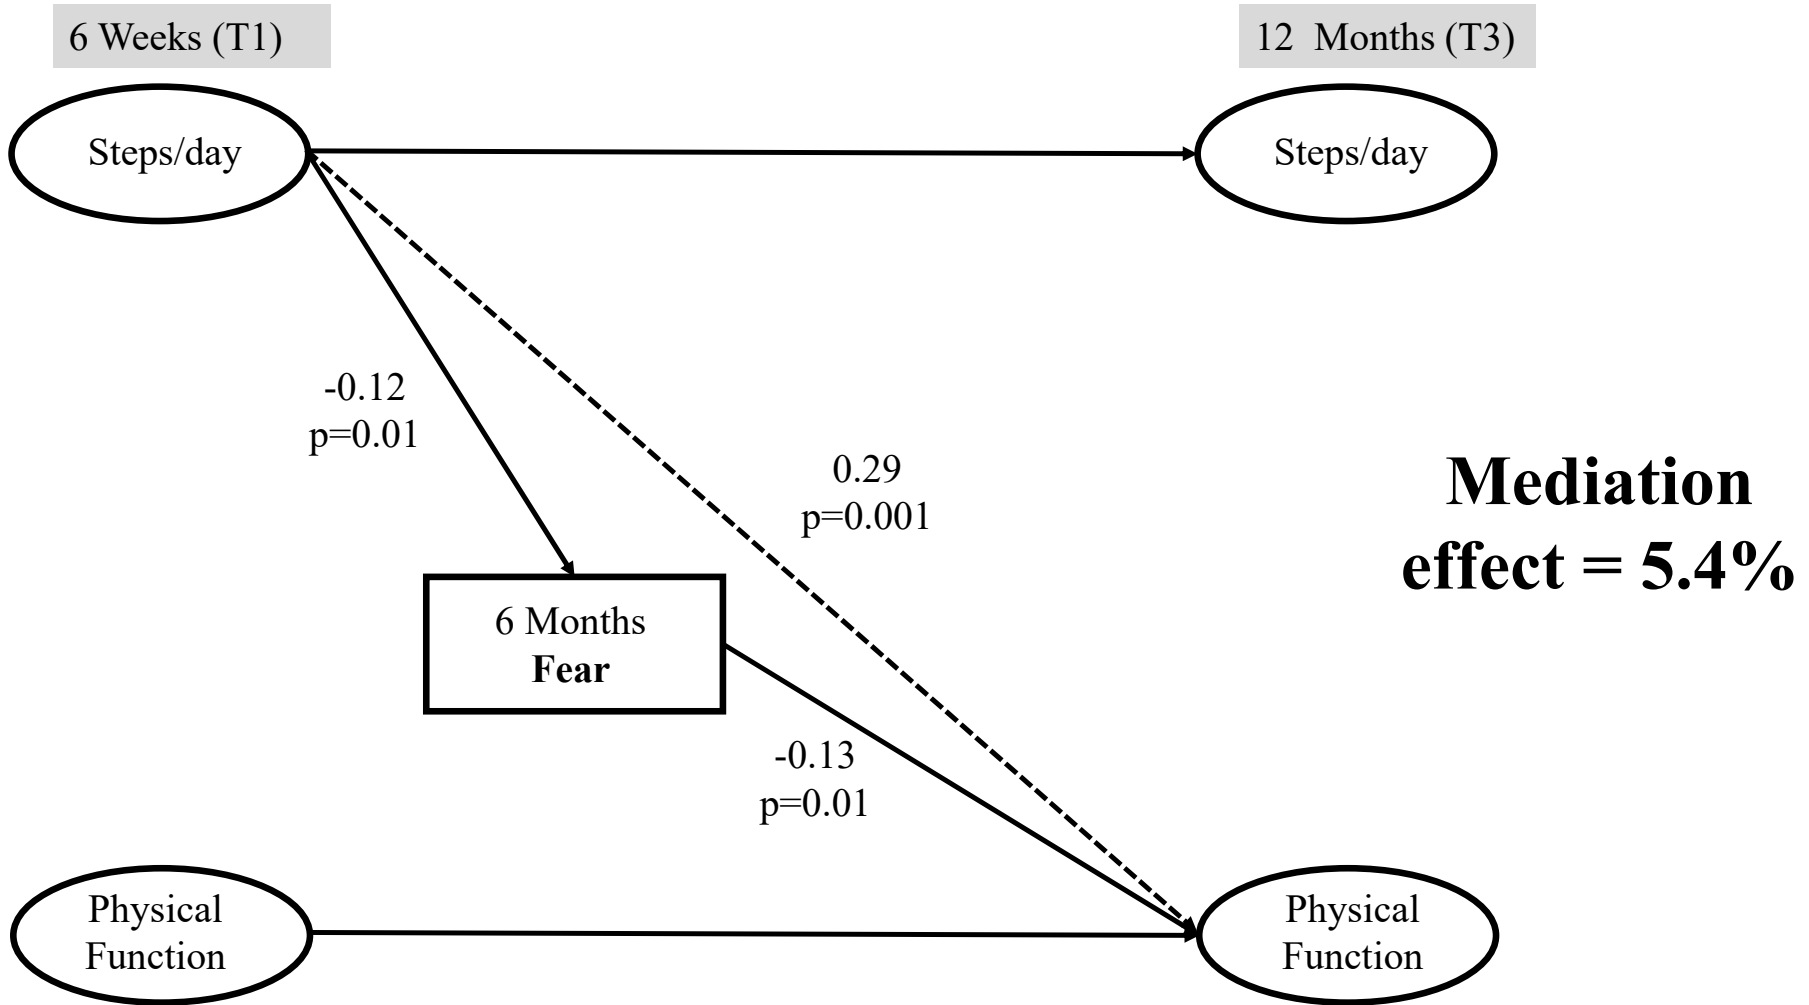 6 Weeks (T1)
12 Months (T3)
Steps/day
Steps/day
-0.12
p=0.01
0.29
p=0.001
Mediation
effect = 5.4%
6 Months
Fear
-0.13
p=0.01
Physical
Function
Physical
Function